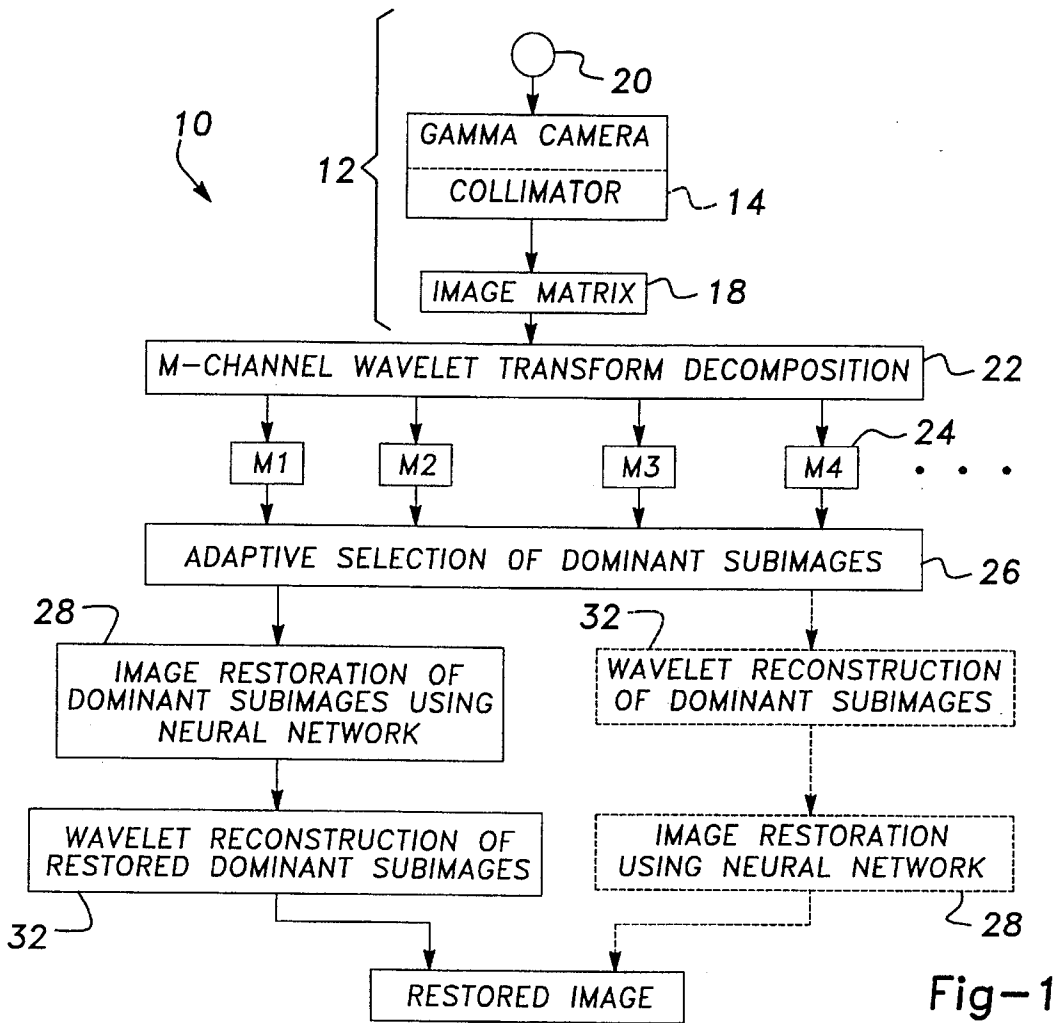 20
10
12
GAMMA CAMERA
COLLIMATOR
14
IMAGE MATRIX
18
M-CHANNEL WAVELET TRANSFORM DECOMPOSITION
22
24
M1
M2
M3
M4
• • •
ADAPTIVE SELECTION OF DOMINANT SUBIMAGES
26
28
32
IMAGE RESTORATION OF
DOMINANT SUBIMAGES USING
NEURAL NETWORK
WAVELET RECONSTRUCTION
OF DOMINANT SUBIMAGES
WAVELET RECONSTRUCTION OF
RESTORED DOMINANT SUBIMAGES
IMAGE RESTORATION
USING NEURAL NETWORK
32
28
RESTORED IMAGE
Fig-1